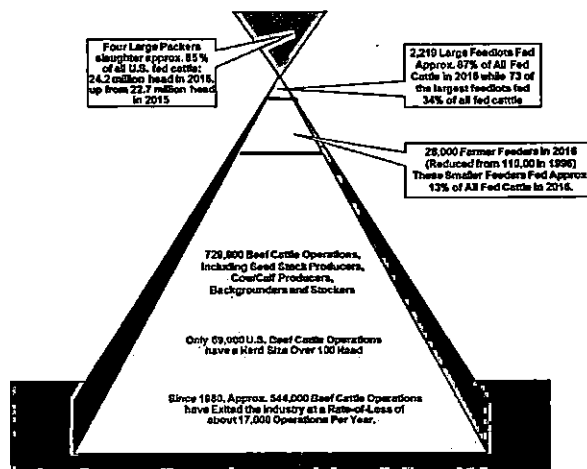 Four Large Packers
slaughter approx. 85%
of all U.S. fed cattle;
24.2 million head in 2016,
up from 22.7 million head
in 2015
2,219 Large Feedlots Fed
Approx. 87% of All Fed
Cattle in 2016 while 73 of
the largest feedlots fed
34% of all fed catttle
26,000 Farmer Feeders in 2016
(Reduced from 110,00 in 1996)
These Smaller Feeders Fed Approx
13% of All Fed Cattle in 2016.
Beef Cattle Operations,
Including Seed Stock Producers,
Cow/Calf Producers,
Backgrounders and Stockers
Only 69,000 U.S. Beef Cattle Operations
have a Herd Size Over 100 Head
Since 1980, Approx. 544,000 Beef Cattle Operations
have Exited the Industry at a Rate-of-Loss of
about 17,000 Operations Per Year.